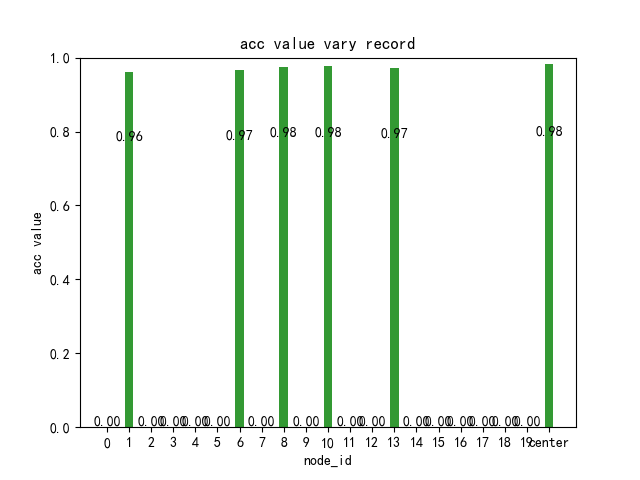 acc value vary record
acc value
1.0
0.8
0.6
0.4
0.2
0.0
0.96 0.97 0.98 0.98 0.97 0.98
0.00 0.00 0.00 0.00 0.00 0.00 0.00 0.00 0.00 0.00 0.00 0.00 0.00 0.00 0.00
0 1 2 3 4 5 6 7 8 9 10 11 12 13 14 15 16 17 18 19 center
node_id